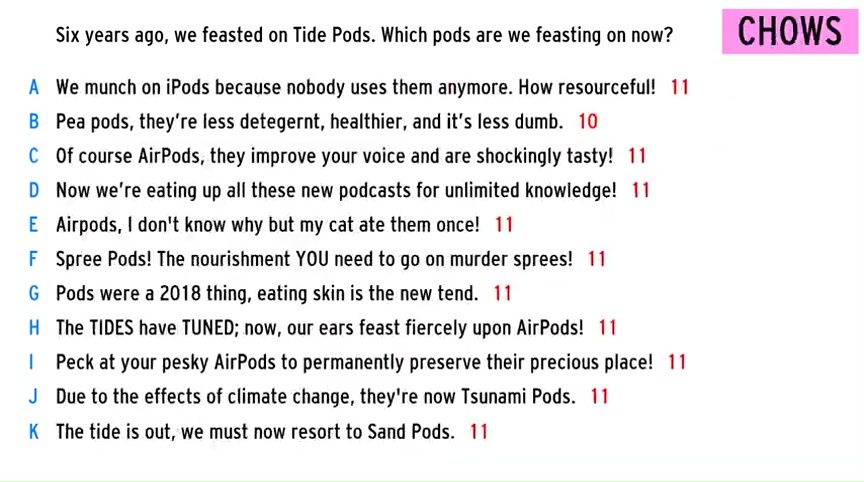 Six years ago, we feasted on Tide Pods. Which pods are we feasting on now?
CHOWS
A We munch on iPods because nobody uses them anymore. How resourceful! 11
B Pea pods, they're less detegernt, healthier, and it's less dumb. 10
C Of course AirPods, they improve your voice and are shockingly tasty! 11
D Now we're eating up all these new podcasts for unlimited knowledge! 11
E Airpods, I don't know why but my cat ate them once! 11
F Spree Pods! The nourishment YOU need to go on murder sprees! 11
G Pods were a 2018 thing, eating skin is the new tend. 11
H The TIDES have TUNED; now, our ears feast fiercely upon AirPods! 11
I Peck at your pesky AirPods to permanently preserve their precious place! 11
J Due to the effects of climate change, they're now Tsunami Pods. 11
K The tide is out, we must now resort to Sand Pods. 11